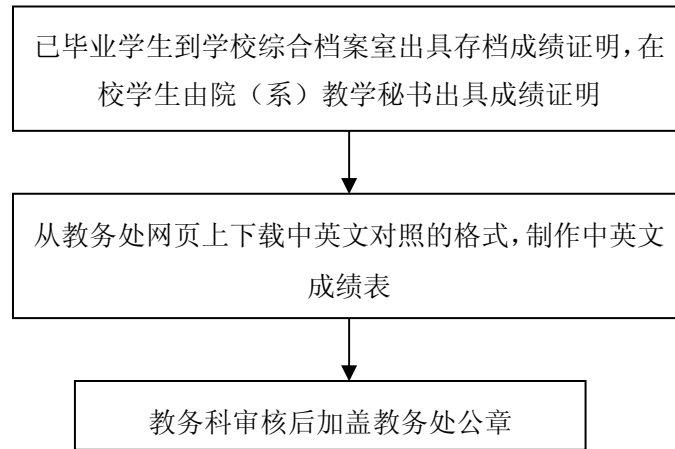 已毕业学生到学校综合档案室出具存档成绩证明，在
校学生由院（系）教学秘书出具成绩证明
从教务处网页上下载中英文对照的格式，制作中英文
成绩表
教务科审核后加盖教务处公章